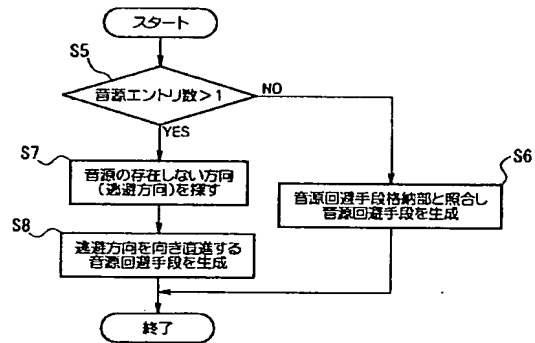 スタート
S5
音源エントリ数>1
NO
YES
S7
音源の存在しない方向
(逃避方向)を探す
S6
音源回避手段格納部と照合し
音源回避手段を生成
S8
逃避方向を向き直進する
音源回避手段を生成
終了